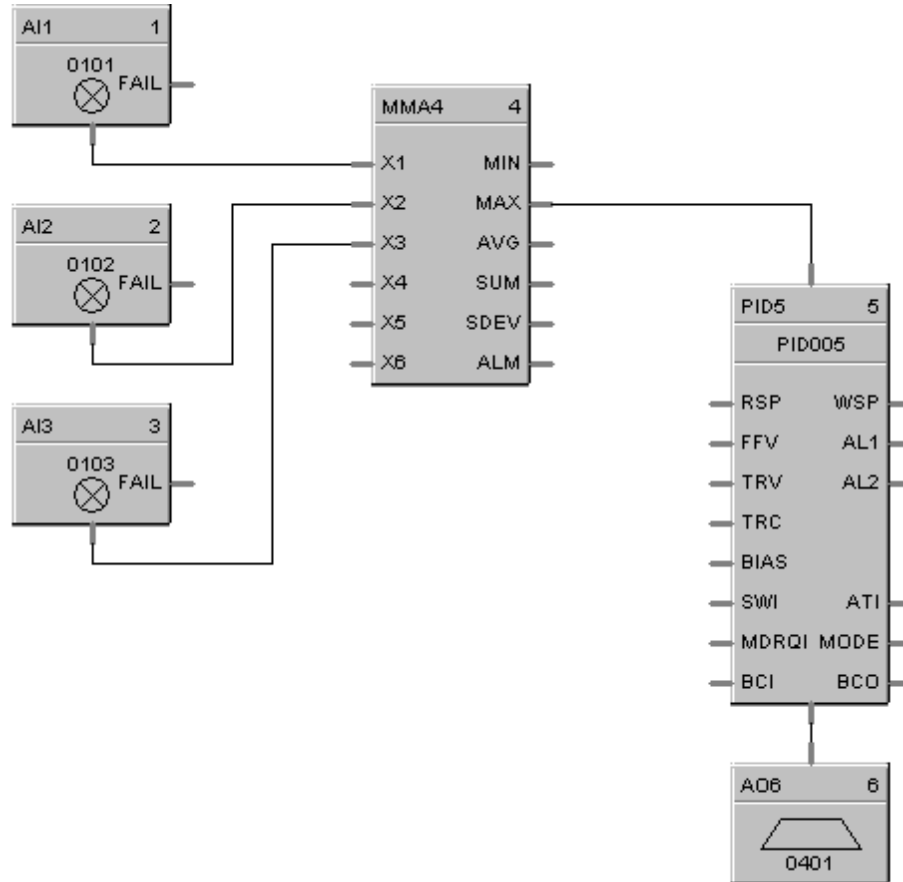 AI1 1
0101
FAIL
AI2 2
0102
FAIL
AI3 3
0103
FAIL
MMA4 4
X1 MIN
X2 MAX
X3 AVG
X4 SUM
X5 SDEV
X6 ALM
PID5 5
PID005
RSP WSP
FFV AL1
TRV AL2
TRC
BIAS
SWI ATI
MDRQI MODE
BCI BCO
AO6 6
0401